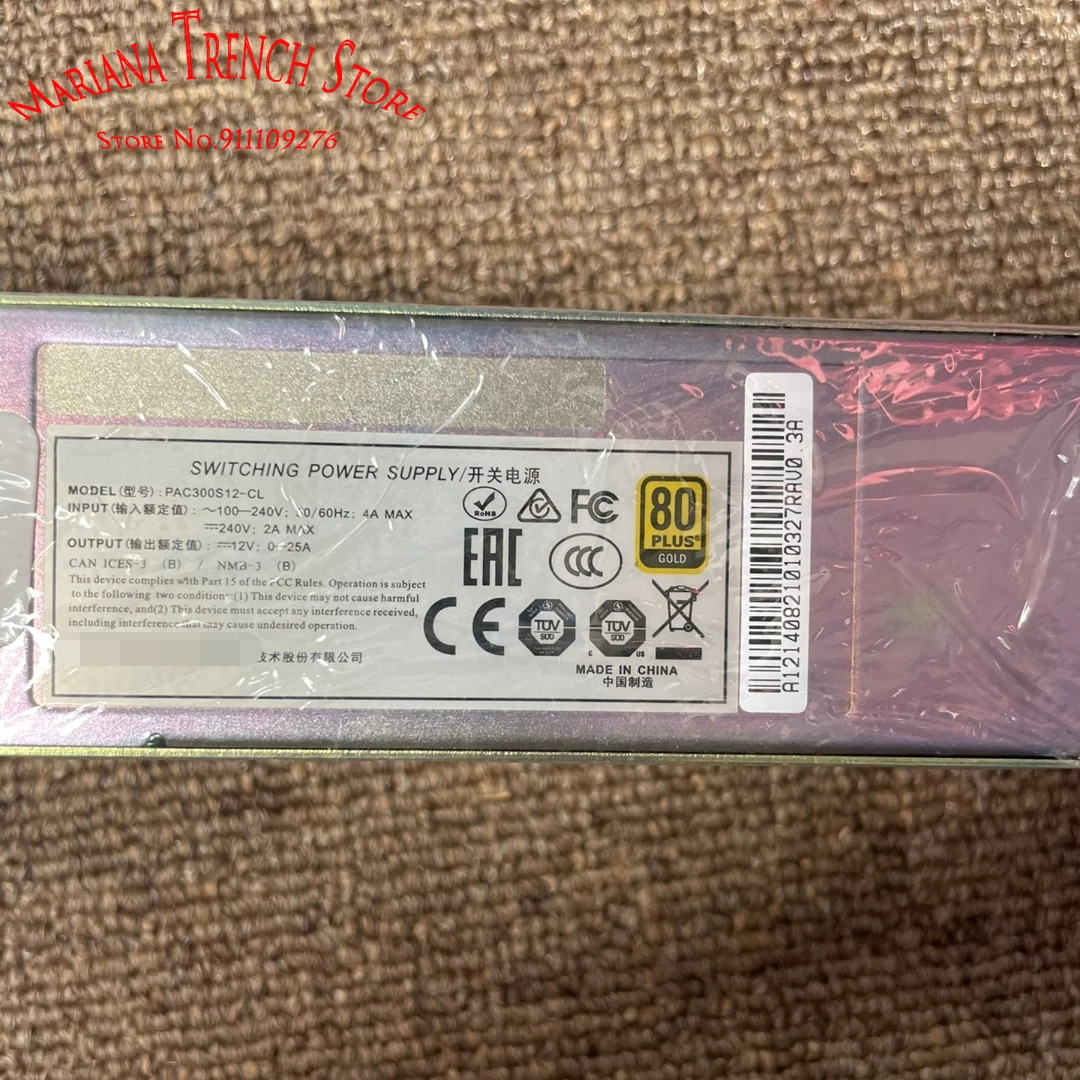 MARIANA TRENCH STORE
STORE NO.911109276
SWITCHING POWER SUPPLY/开关电源
MODEL(型号): PAC300S12-CL
INPUT(输入额定值): ～100—240V; 50/60Hz; 4A MAX
⎓240V; 2A MAX
OUTPUT(输出额定值): ⎓12V; 0—25A
CAN ICES-3 (B) / NMB-3 (B)
This device complies with Part 15 of the FCC Rules. Operation is subject
to the following two conditions: (1) This device may not cause harmful
interference, and(2) This device must accept any interference received,
including interference that may cause undesired operation.
技术股份有限公司
RoHS
FC
80
PLUS®
GOLD
EAC
CCC
CE
TÜV
SÜD
TÜV
SÜD
C US
MADE IN CHINA
中国制造
A12140821010327RAV0.3A